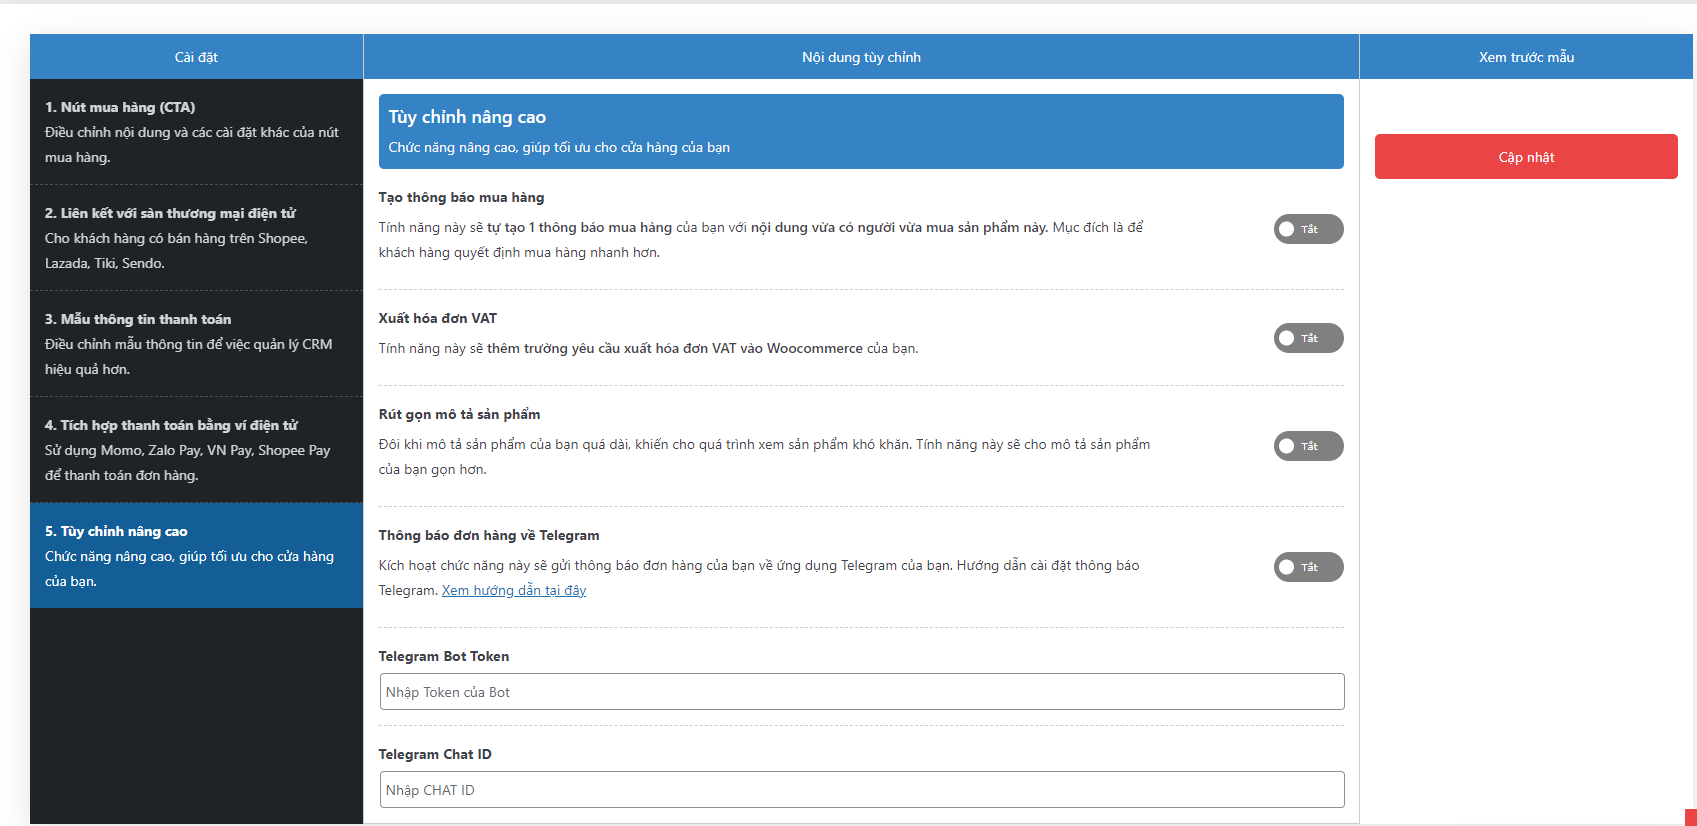 Cài đặt
Nội dung tùy chỉnh
Xem trước mẫu
1. Nút mua hàng (CTA)
Điều chỉnh nội dung và các cài đặt khác của nút
mua hàng.
2. Liên kết với sàn thương mại điện tử
Cho khách hàng có bán hàng trên Shopee,
Lazada, Tiki, Sendo.
3. Mẫu thông tin thanh toán
Điều chỉnh mẫu thông tin để việc quản lý CRM
hiệu quả hơn.
4. Tích hợp thanh toán bằng ví điện tử
Sử dụng Momo, Zalo Pay, VN Pay, Shopee Pay
để thanh toán đơn hàng.
5. Tùy chỉnh nâng cao
Chức năng nâng cao, giúp tối ưu cho cửa hàng
của bạn.
Tùy chỉnh nâng cao
Chức năng nâng cao, giúp tối ưu cho cửa hàng của bạn
Tạo thông báo mua hàng
Tính năng này sẽ tự tạo 1 thông báo mua hàng của bạn với nội dung vừa có người vừa mua sản phẩm này. Mục đích là để
khách hàng quyết định mua hàng nhanh hơn.
Tắt
Xuất hóa đơn VAT
Tính năng này sẽ thêm trường yêu cầu xuất hóa đơn VAT vào Woocommerce của bạn.
Tắt
Rút gọn mô tả sản phẩm
Đôi khi mô tả sản phẩm của bạn quá dài, khiến cho quá trình xem sản phẩm khó khăn. Tính năng này sẽ cho mô tả sản phẩm
của bạn gọn hơn.
Tắt
Thông báo đơn hàng về Telegram
Kích hoạt chức năng này sẽ gửi thông báo đơn hàng của bạn về ứng dụng Telegram của bạn. Hướng dẫn cài đặt thông báo
Telegram. Xem hướng dẫn tại đây
Tắt
Telegram Bot Token
Nhập Token của Bot
Telegram Chat ID
Nhập CHAT ID
Cập nhật